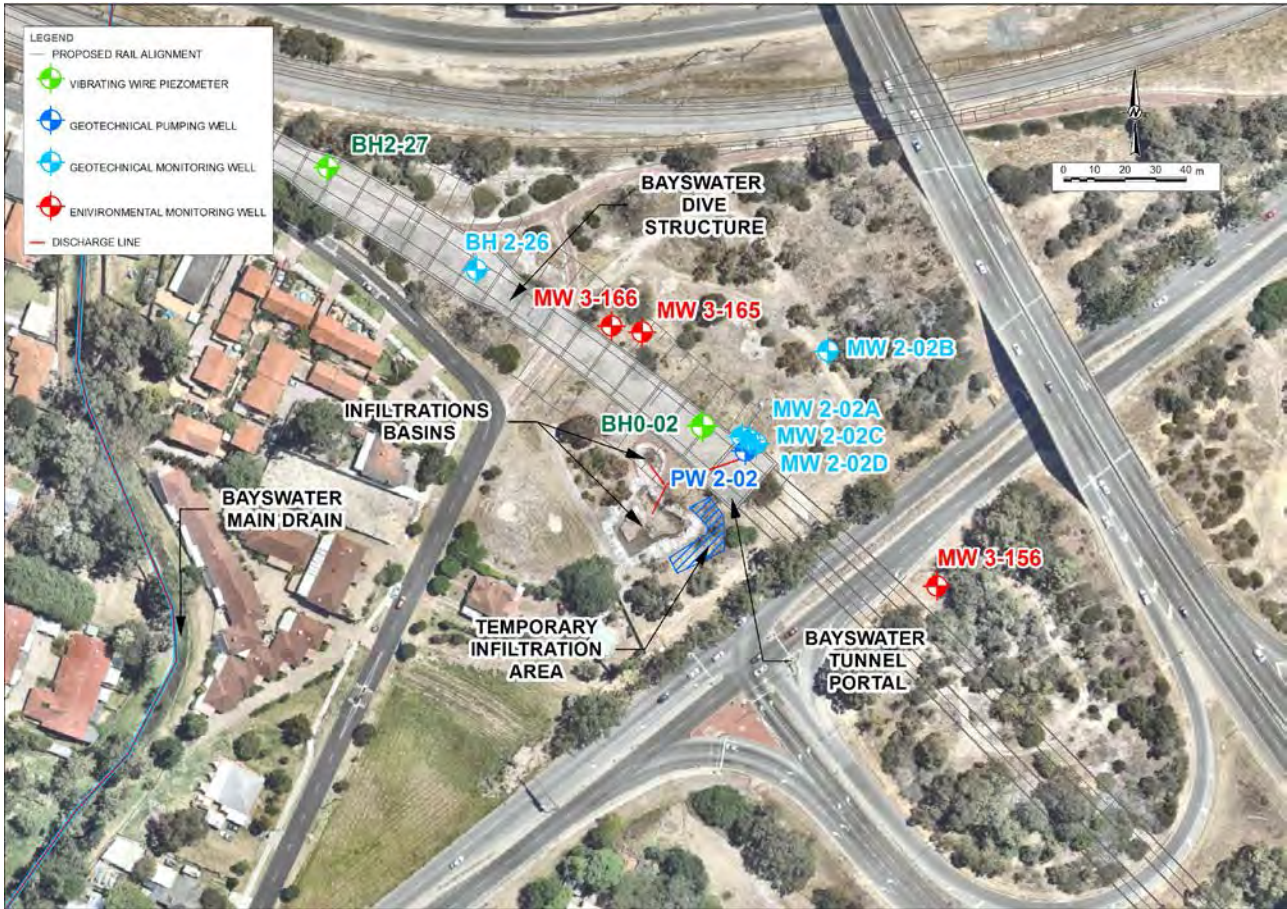 LEGEND
PROPOSED RAIL ALIGNMENT
VIBRATING WIRE PIEZOMETER
GEOTECHNICAL PUMPING WELL
GEOTECHNICAL MONITORING WELL
ENIVIRONMENTAL MONITORING WELL
DISCHARGE LINE
N
0 10 20 30 40 m
BH2-27
BAYSWATER
DIVE
STRUCTURE
BH 2-26
MW 3-166
MW 3-165
MW 2-02B
INFILTRATIONS
BASINS
BH0-02
MW 2-02A
MW 2-02C
MW 2-02D
PW 2-02
BAYSWATER
MAIN DRAIN
MW 3-156
TEMPORARY
INFILTRATION
AREA
BAYSWATER
TUNNEL
PORTAL